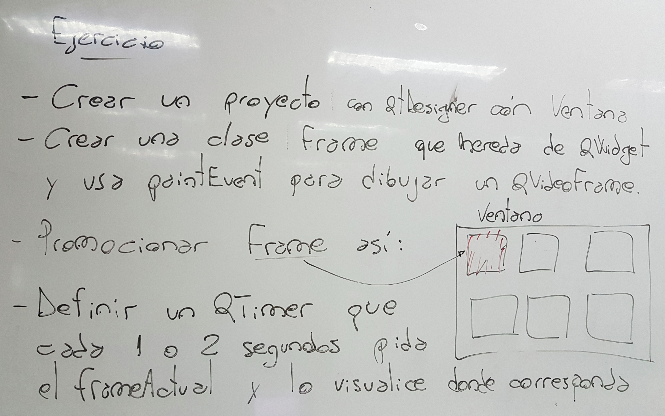 Ejercicio
- Crear un proyecto con QtDesigner con Ventana
- Crear una clase Frame que hereda de QWidget
y usa paintEvent para dibujar un QVideoFrame.
Ventana
- Promocionar Frame así:
- Definir un QTimer que
cada 1 o 2 segundos pida
el frameActual y lo visualice donde corresponda